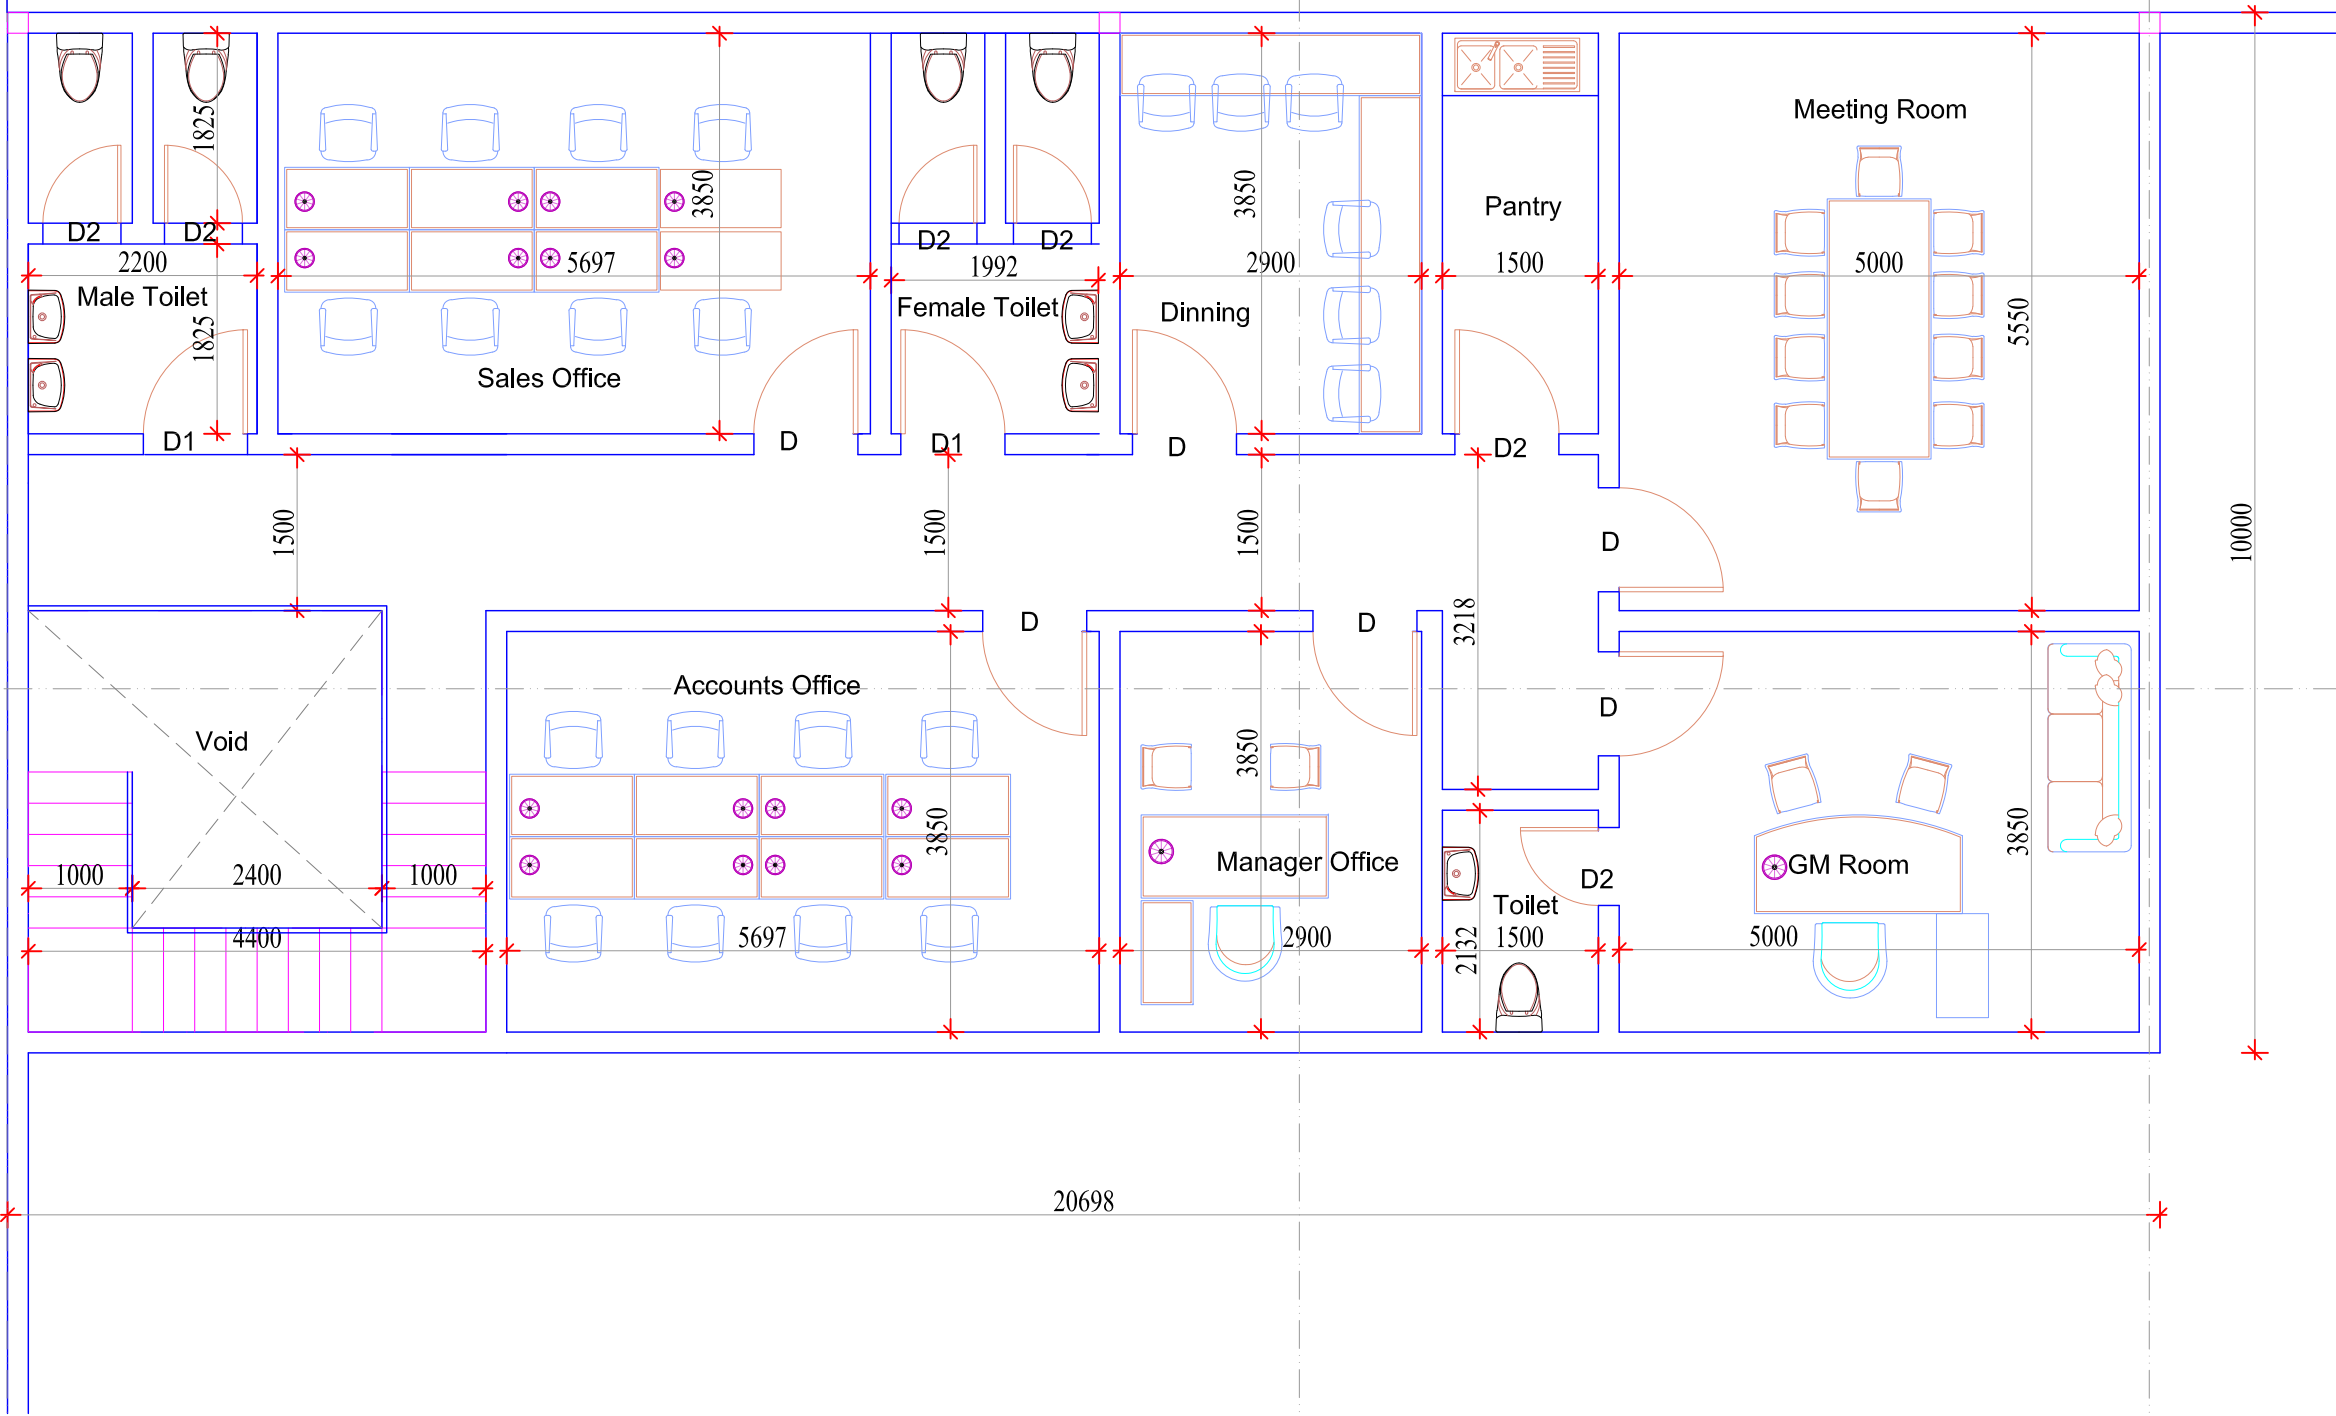 Meeting Room
1825
3850
3850
Pantry
D2
D2
D2
D2
2200
5697
1992
2900
1500
5000
Male Toilet
Female Toilet
Dinning
1825
5550
Sales Office
D1
D
D1
D
D2
1500
1500
1500
D
10000
D
D
3218
Accounts Office
D
Void
3850
3850
3850
1000
2400
1000
Manager Office
D2
GM Room
Toilet
4400
5697
2900
2132
1500
5000
20698